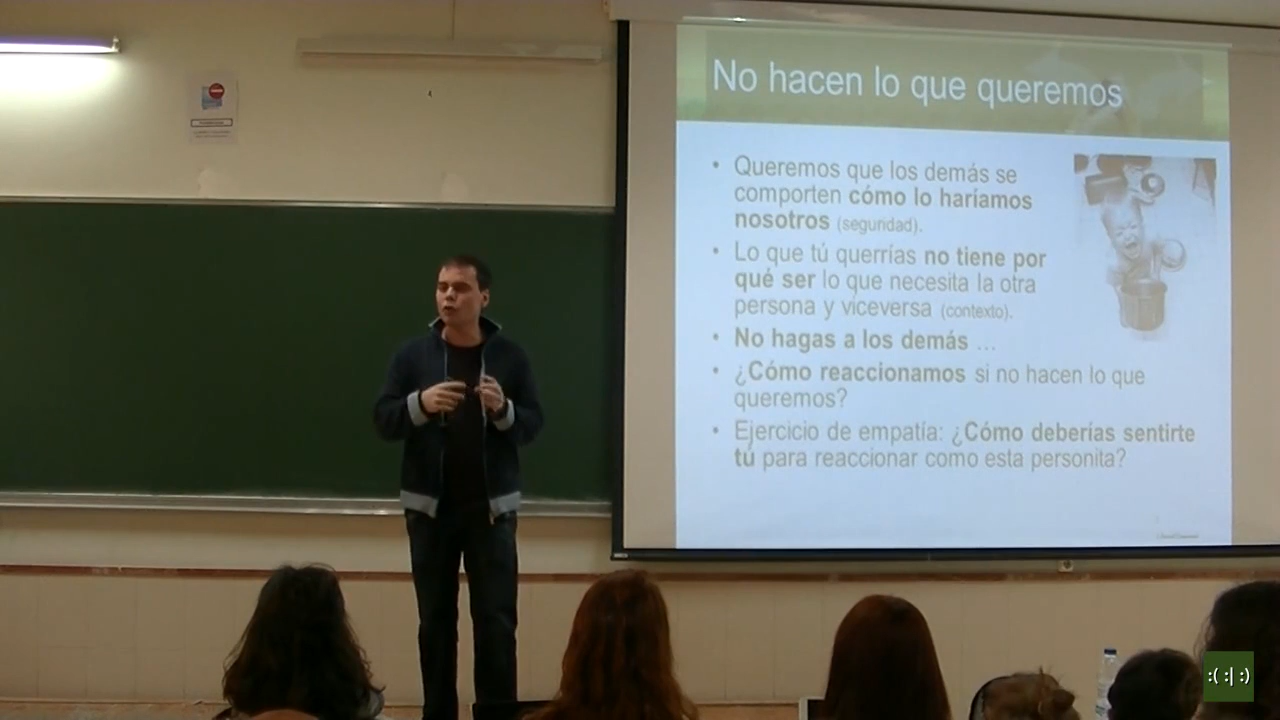 No hacen lo que queremos
• Queremos que los demás se
comporten cómo lo haríamos
nosotros (seguridad).
• Lo que tú querrías no tiene por
qué ser lo que necesita la otra
persona y viceversa (contexto).
• No hagas a los demás ...
• ¿Cómo reaccionamos si no hacen lo que
queremos?
• Ejercicio de empatía: ¿Cómo deberías sentirte
tú para reaccionar como esta personita?
:( :| :)